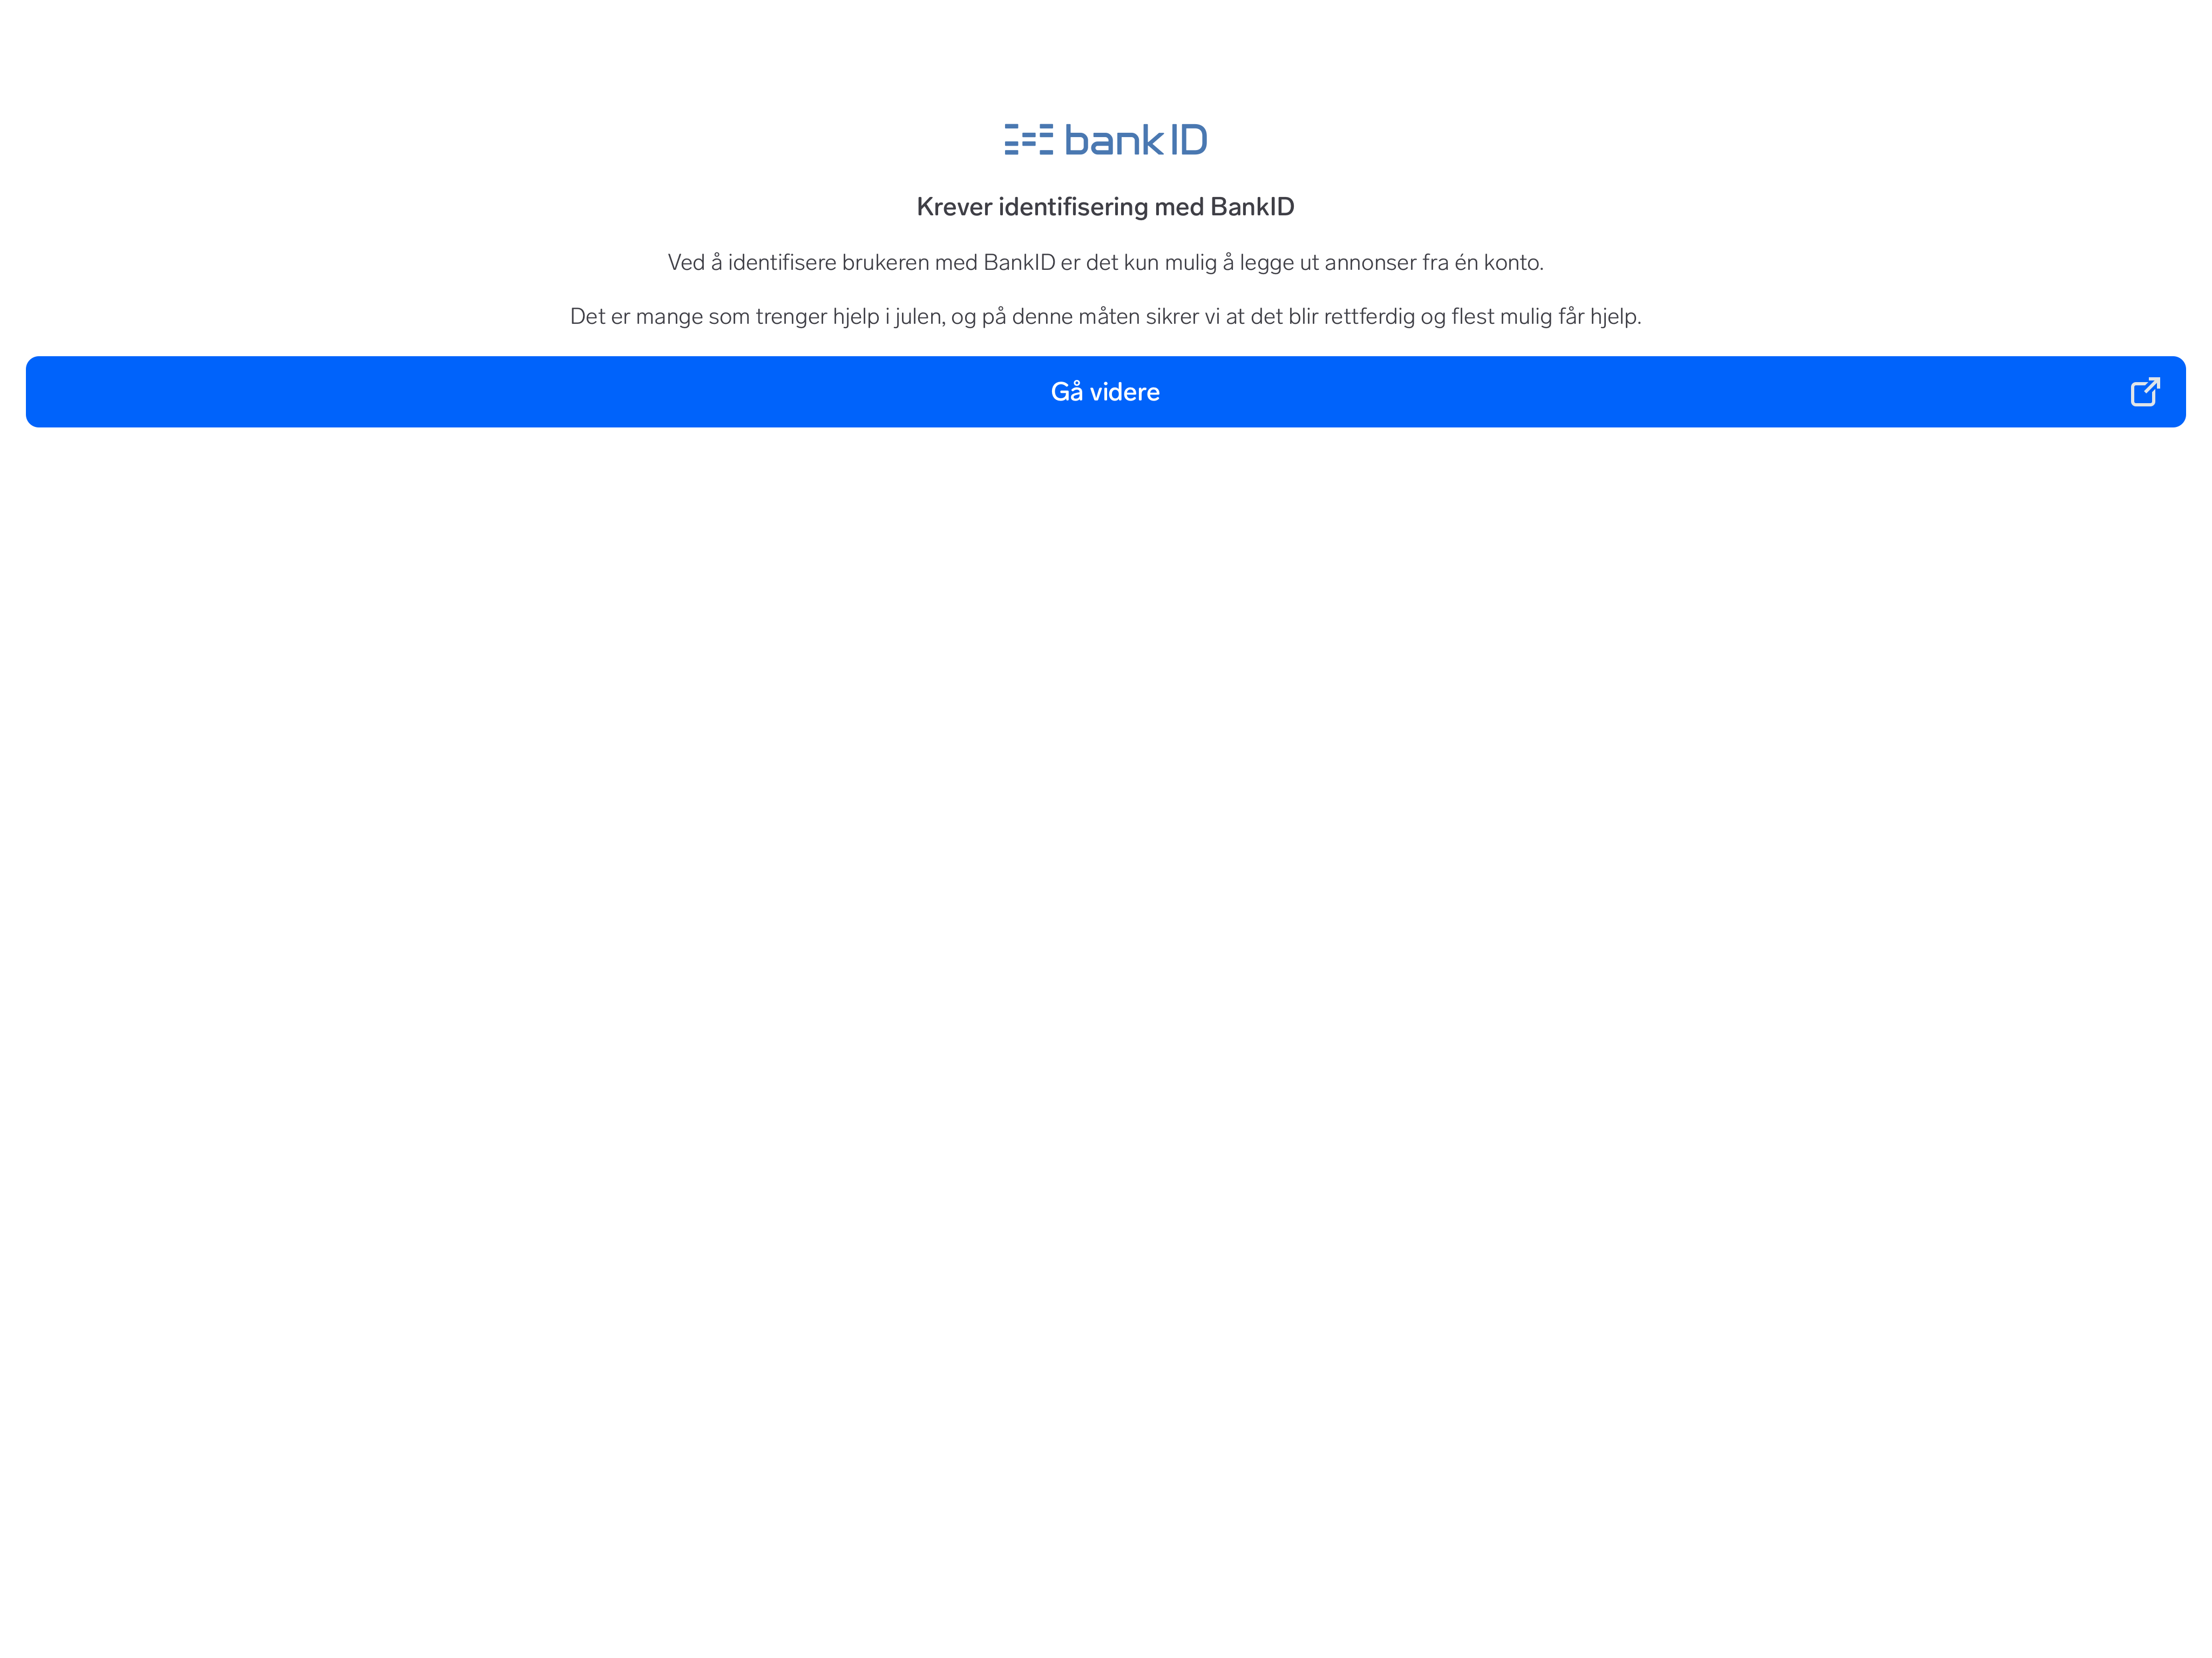 bankID
Krever identifisering med BankID
Ved å identifisere brukeren med BankID er det kun mulig å legge ut annonser fra én konto.
Det er mange som trenger hjelp i julen, og på denne måten sikrer vi at det blir rettferdig og flest mulig får hjelp.
Gå videre